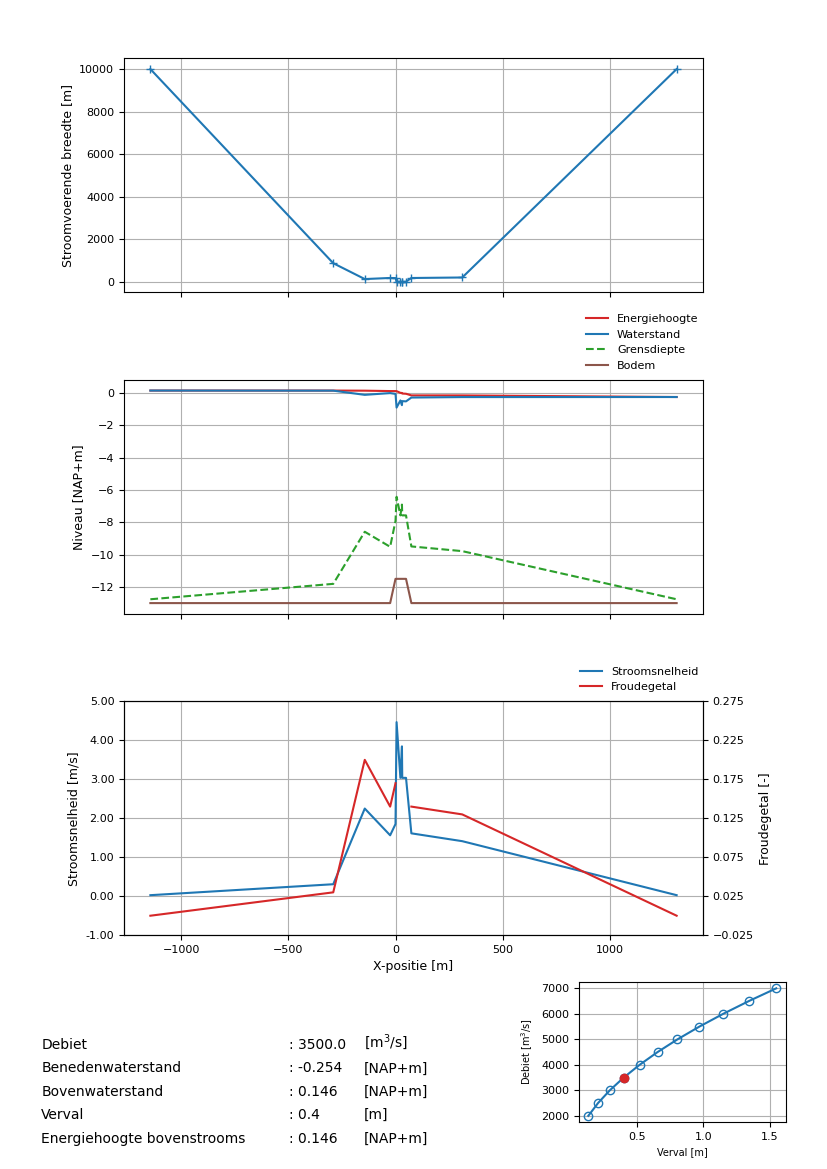 10000
8000
6000
4000
2000
0
Stroomvoerende breedte [m]
Energiehoogte
Waterstand
Grensdiepte
Bodem
0
−2
−4
−6
−8
−10
−12
Niveau [NAP+m]
Stroomsnelheid
Froudegetal
5.00
4.00
3.00
2.00
1.00
0.00
-1.00
Stroomsnelheid [m/s]
0.275
0.225
0.175
0.125
0.075
0.025
−0.025
Froudegetal [-]
−1000 −500 0 500 1000
X-positie [m]
Debiet : 3500.0 [m³/s]
Benedenwaterstand : -0.254 [NAP+m]
Bovenwaterstand : 0.146 [NAP+m]
Verval : 0.4 [m]
Energiehoogte bovenstrooms : 0.146 [NAP+m]
7000
6000
5000
4000
3000
2000
Debiet [m³/s]
0.5 1.0 1.5
Verval [m]